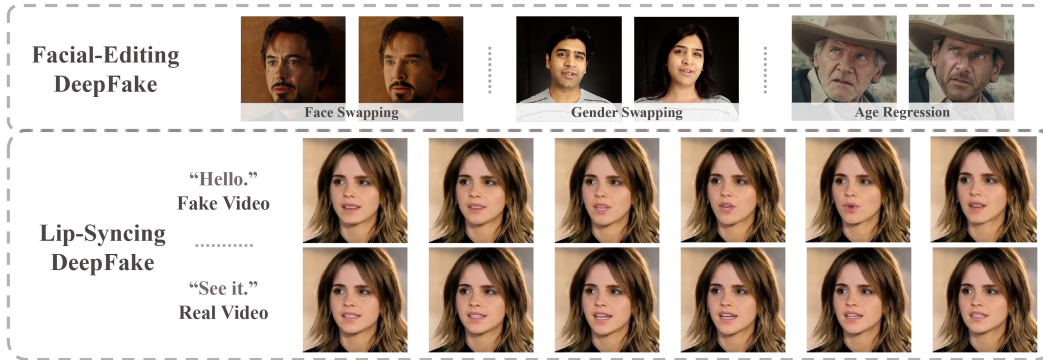 Facial-Editing
DeepFake
Face Swapping
Gender Swapping
Age Regression
Lip-Syncing
DeepFake
“Hello.”
Fake Video
“See it.”
Real Video